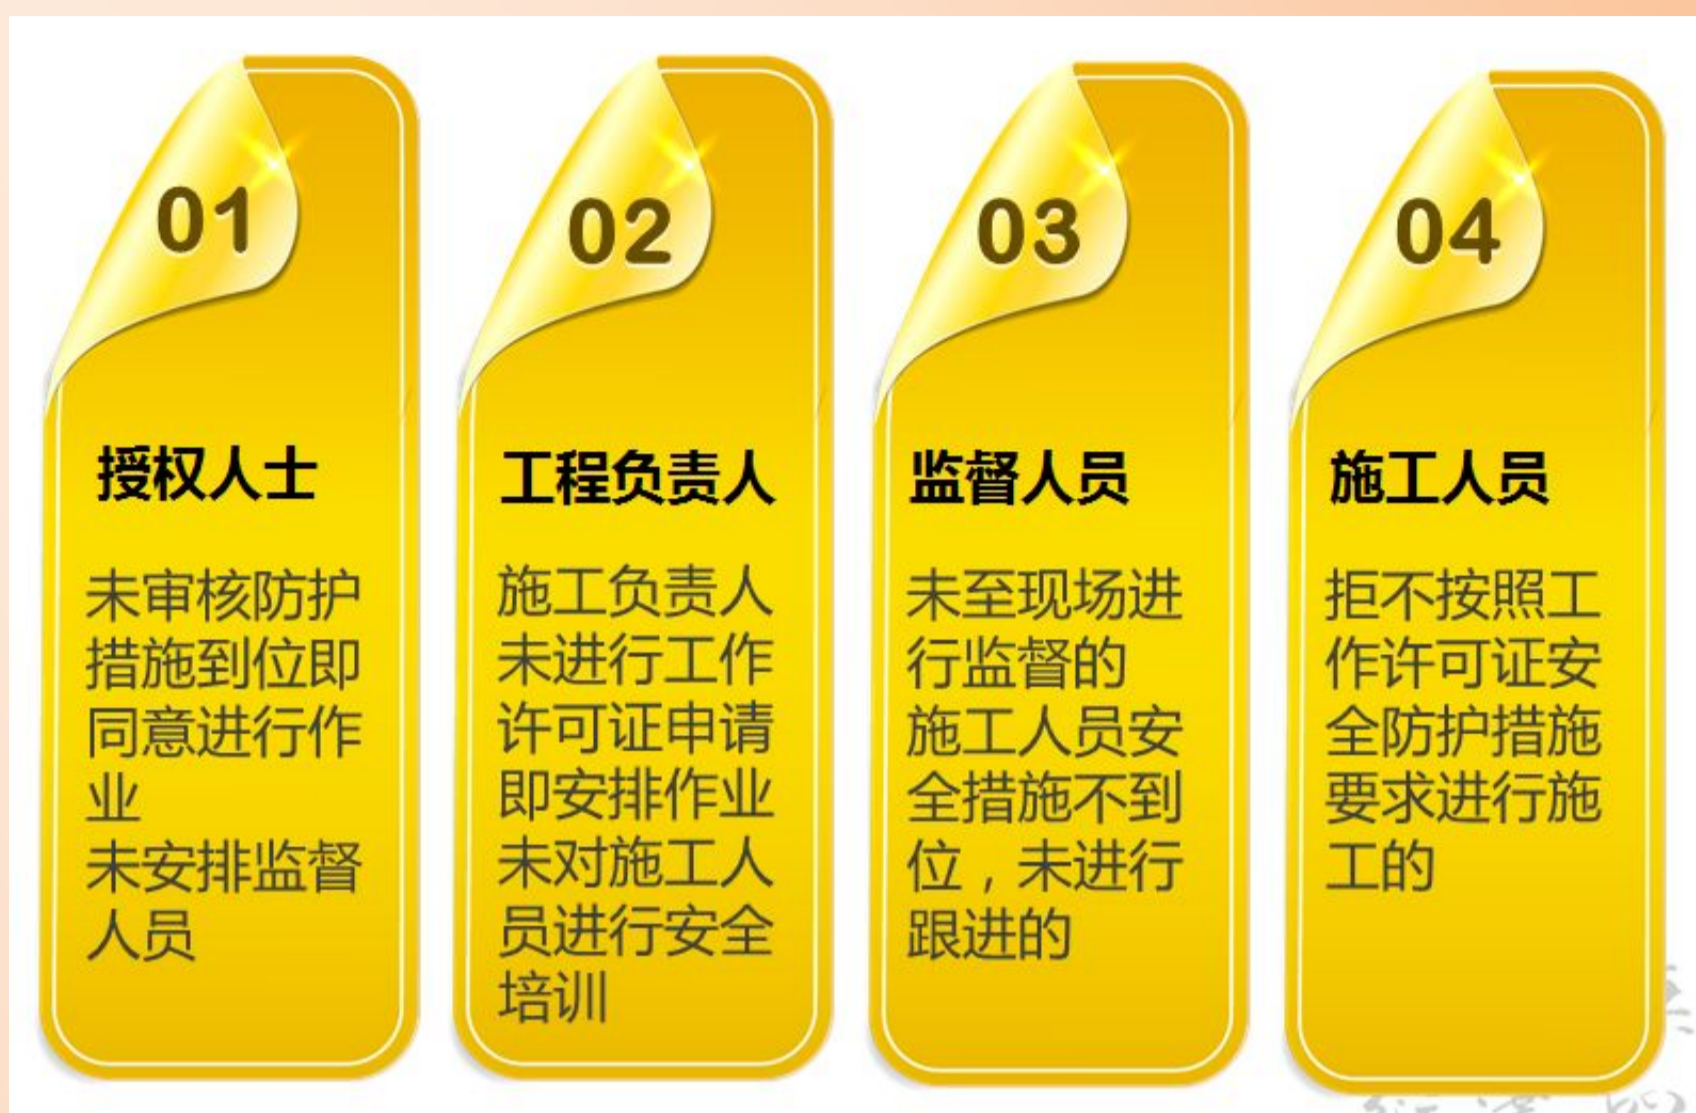 01
授权人士
未审核防护
措施到位即
同意进行作
业
未安排监督
人员
02
工程负责人
施工负责人
未进行工作
许可证申请
即安排作业
未对施工人
员进行安全
培训
03
监督人员
未至现场进
行监督的
施工人员安
全措施不到
位，未进行
跟进的
04
施工人员
拒不按照工
作许可证安
全防护措施
要求进行施
工的